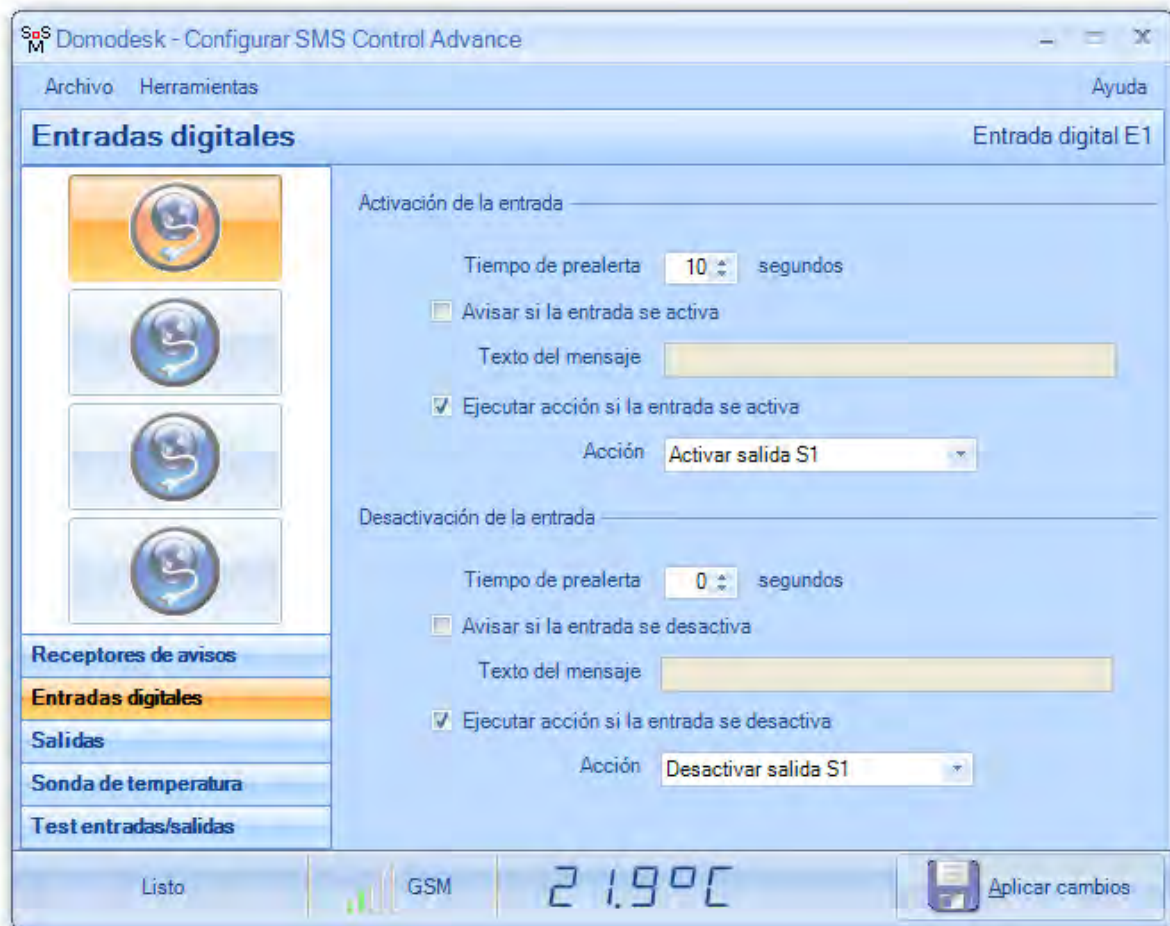 SoS M Domodesk - Configurar SMS Control Advance
Archivo Herramientas Ayuda
Entradas digitales Entrada digital E1
Activación de la entrada
Tiempo de prealerta 10 segundos
Avisar si la entrada se activa
Texto del mensaje
Ejecutar acción si la entrada se activa
Acción Activar salida S1
Desactivación de la entrada
Tiempo de prealerta 0 segundos
Avisar si la entrada se desactiva
Texto del mensaje
Ejecutar acción si la entrada se desactiva
Acción Desactivar salida S1
Receptores de avisos
Entradas digitales
Salidas
Sonda de temperatura
Test entradas/salidas
Listo GSM 21.9ºC Aplicar cambios